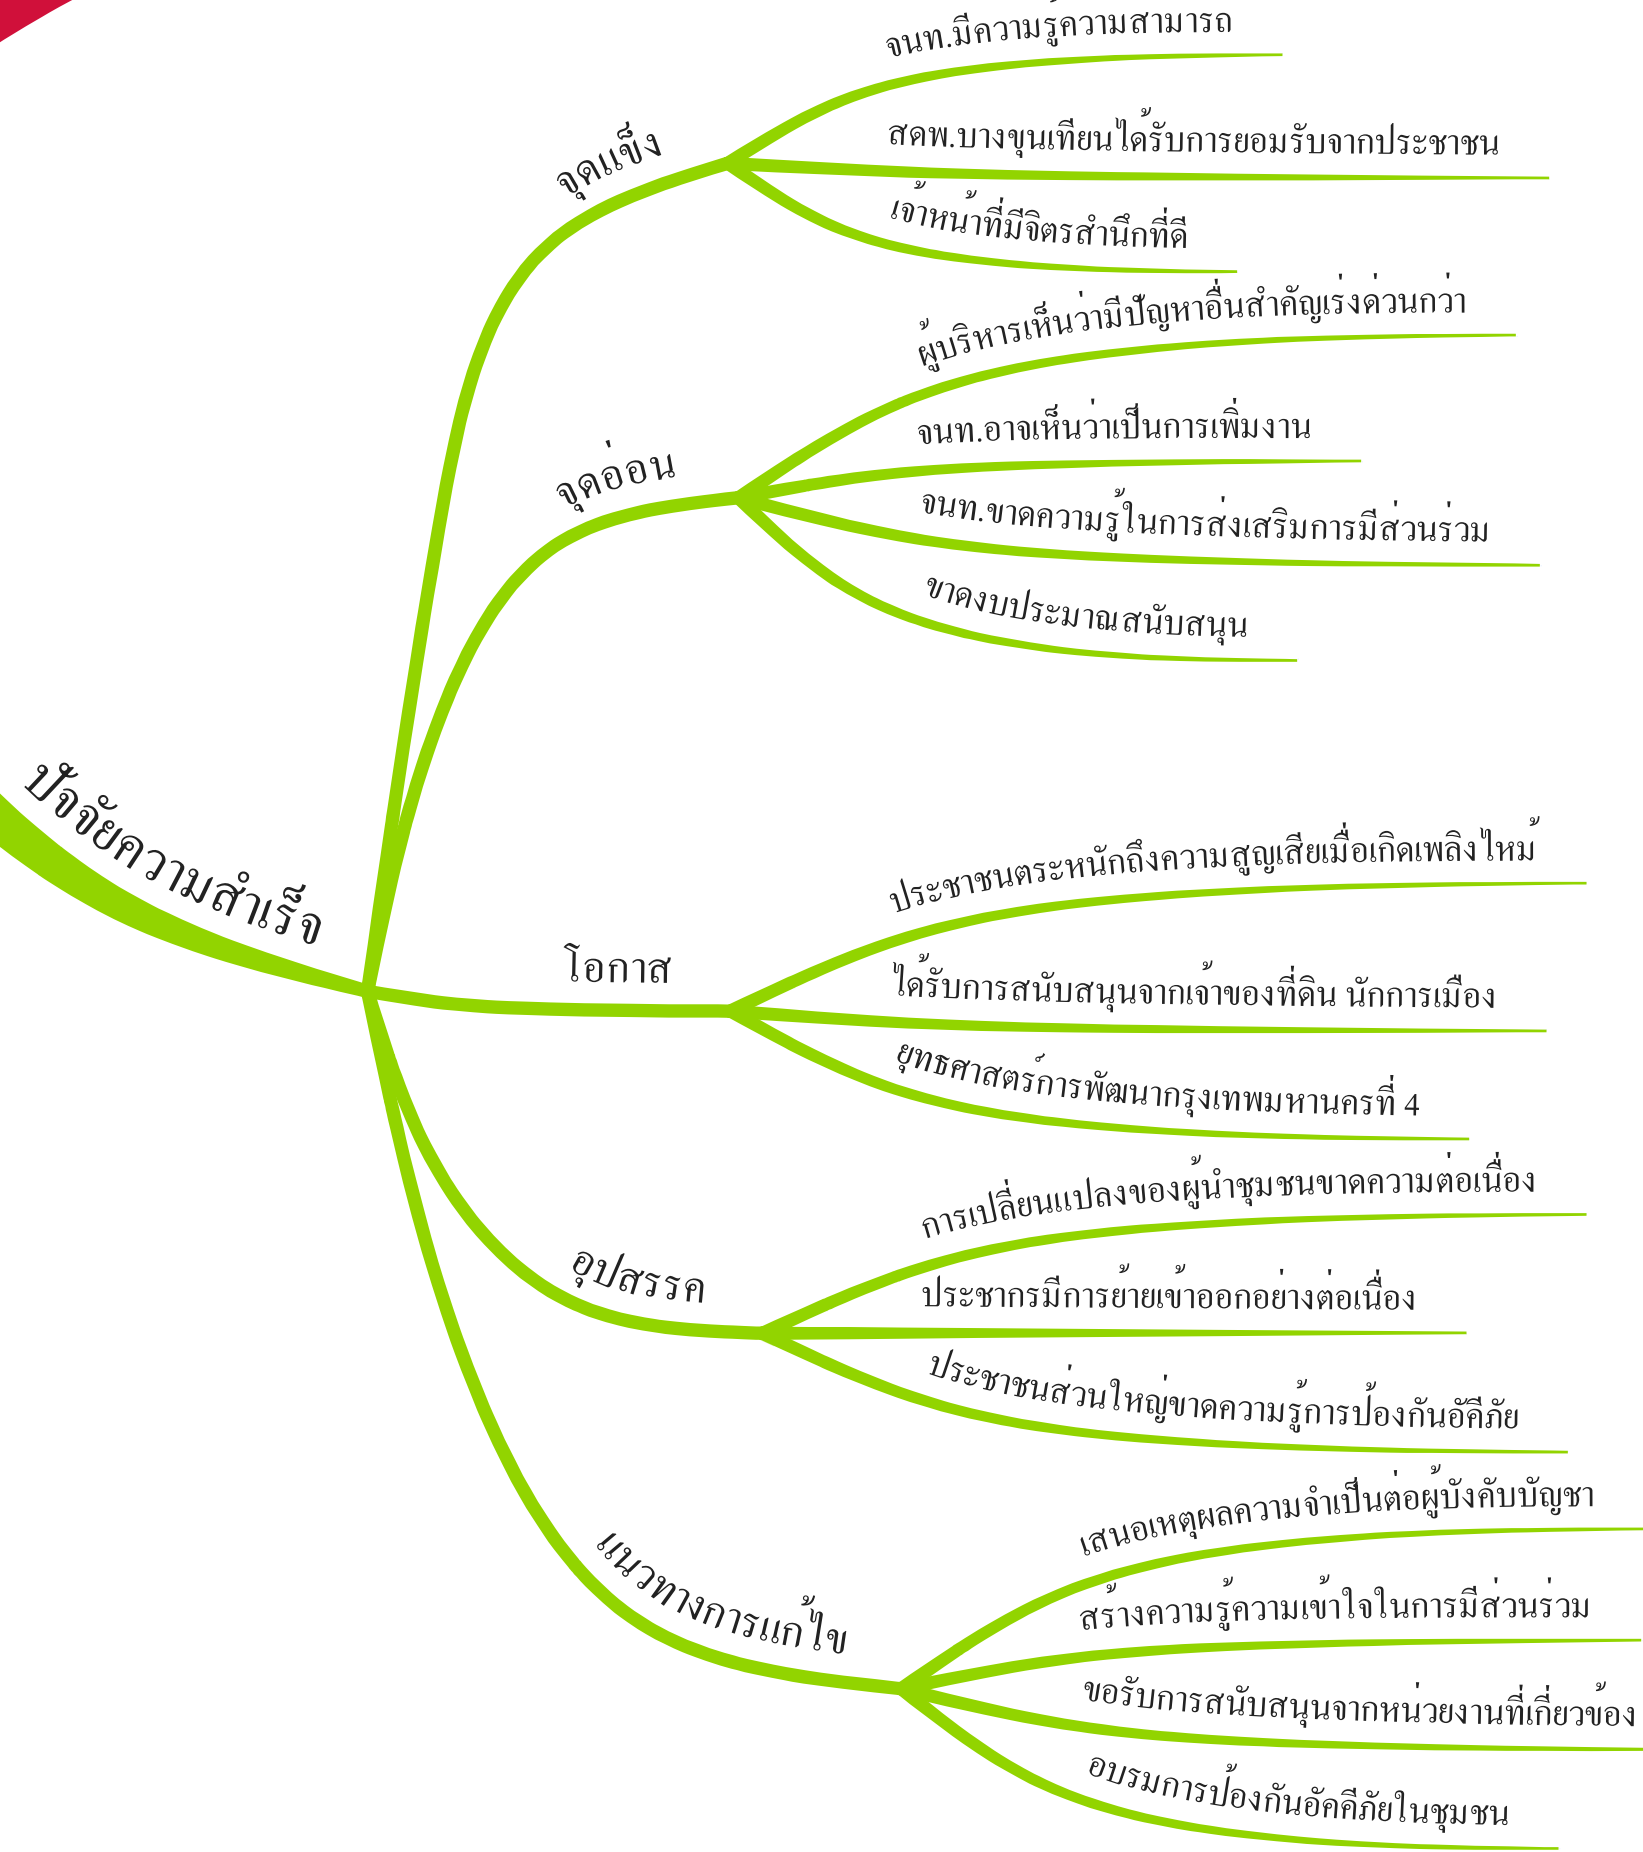 จนท.มีความรู้ความสามารถ
จุดแข็ง
สดพ.บางขุนเทียนได้รับการยอมรับจากประชาชน
เจ้าหน้าที่มีจิตรสำนึกที่ดี
ผู้บริหารเห็นว่ามีปัญหาอื่นสำคัญเร่งด่วนกว่า
จนท.อาจเห็นว่าเป็นการเพิ่มงาน
จุดอ่อน
จนท.ขาดความรู้ในการส่งเสริมการมีส่วนร่วม
ขาดงบประมาณสนับสนุน
ปัจจัยความสำเร็จ
ประชาชนตระหนักถึงความสูญเสียเมื่อเกิดเพลิงไหม้
โอกาส
ได้รับการสนับสนุนจากเจ้าของที่ดิน นักการเมือง
ยุทธศาสตร์การพัฒนากรุงเทพมหานครที่ 4
การเปลี่ยนแปลงของผู้นำชุมชนขาดความต่อเนื่อง
อุปสรรค
ประชากรมีการย้ายเข้าออกอย่างต่อเนื่อง
ประชาชนส่วนใหญ่ขาดความรู้การป้องกันอัคีภัย
เสนอเหตุผลความจำเป็นต่อผู้บังคับบัญชา
แนวทางการแก้ไข
สร้างความรู้ความเข้าใจในการมีส่วนร่วม
ขอรับการสนับสนุนจากหน่วยงานที่เกี่ยวข้อง
อบรมการป้องกันอัคคีภัยในชุมชน